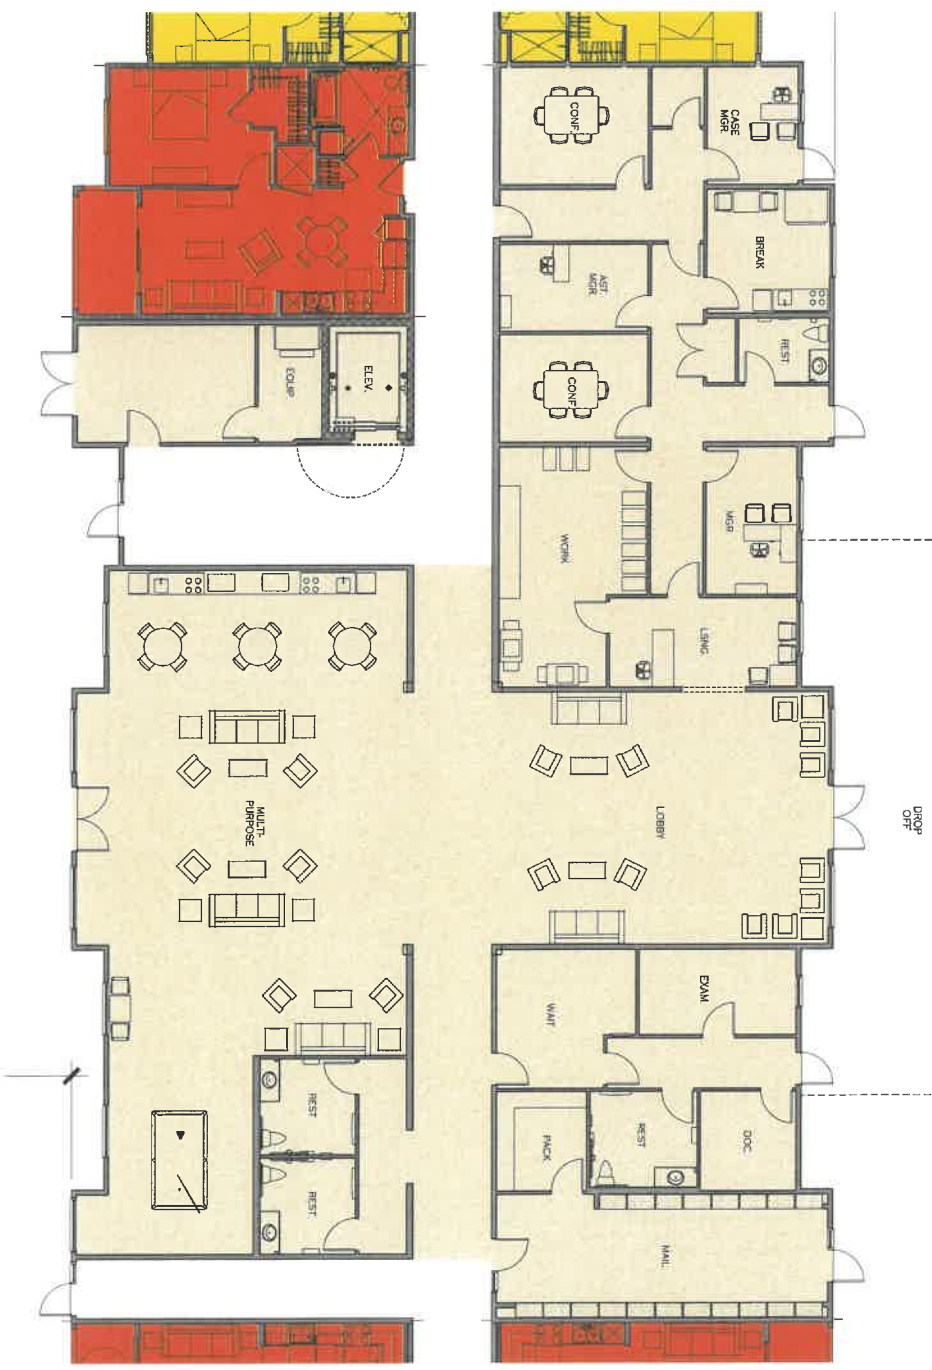 CONF.
CASE
MGR.
BREAK
AST.
MGR.
REST
ELEV.
EQUIP
CONF.
MGR
WORK
LSNG.
DROP
OFF
LOBBY
MULTI-
PURPOSE
EXAM
WAIT
REST
REST
DOC.
PACK
REST.
MAIL